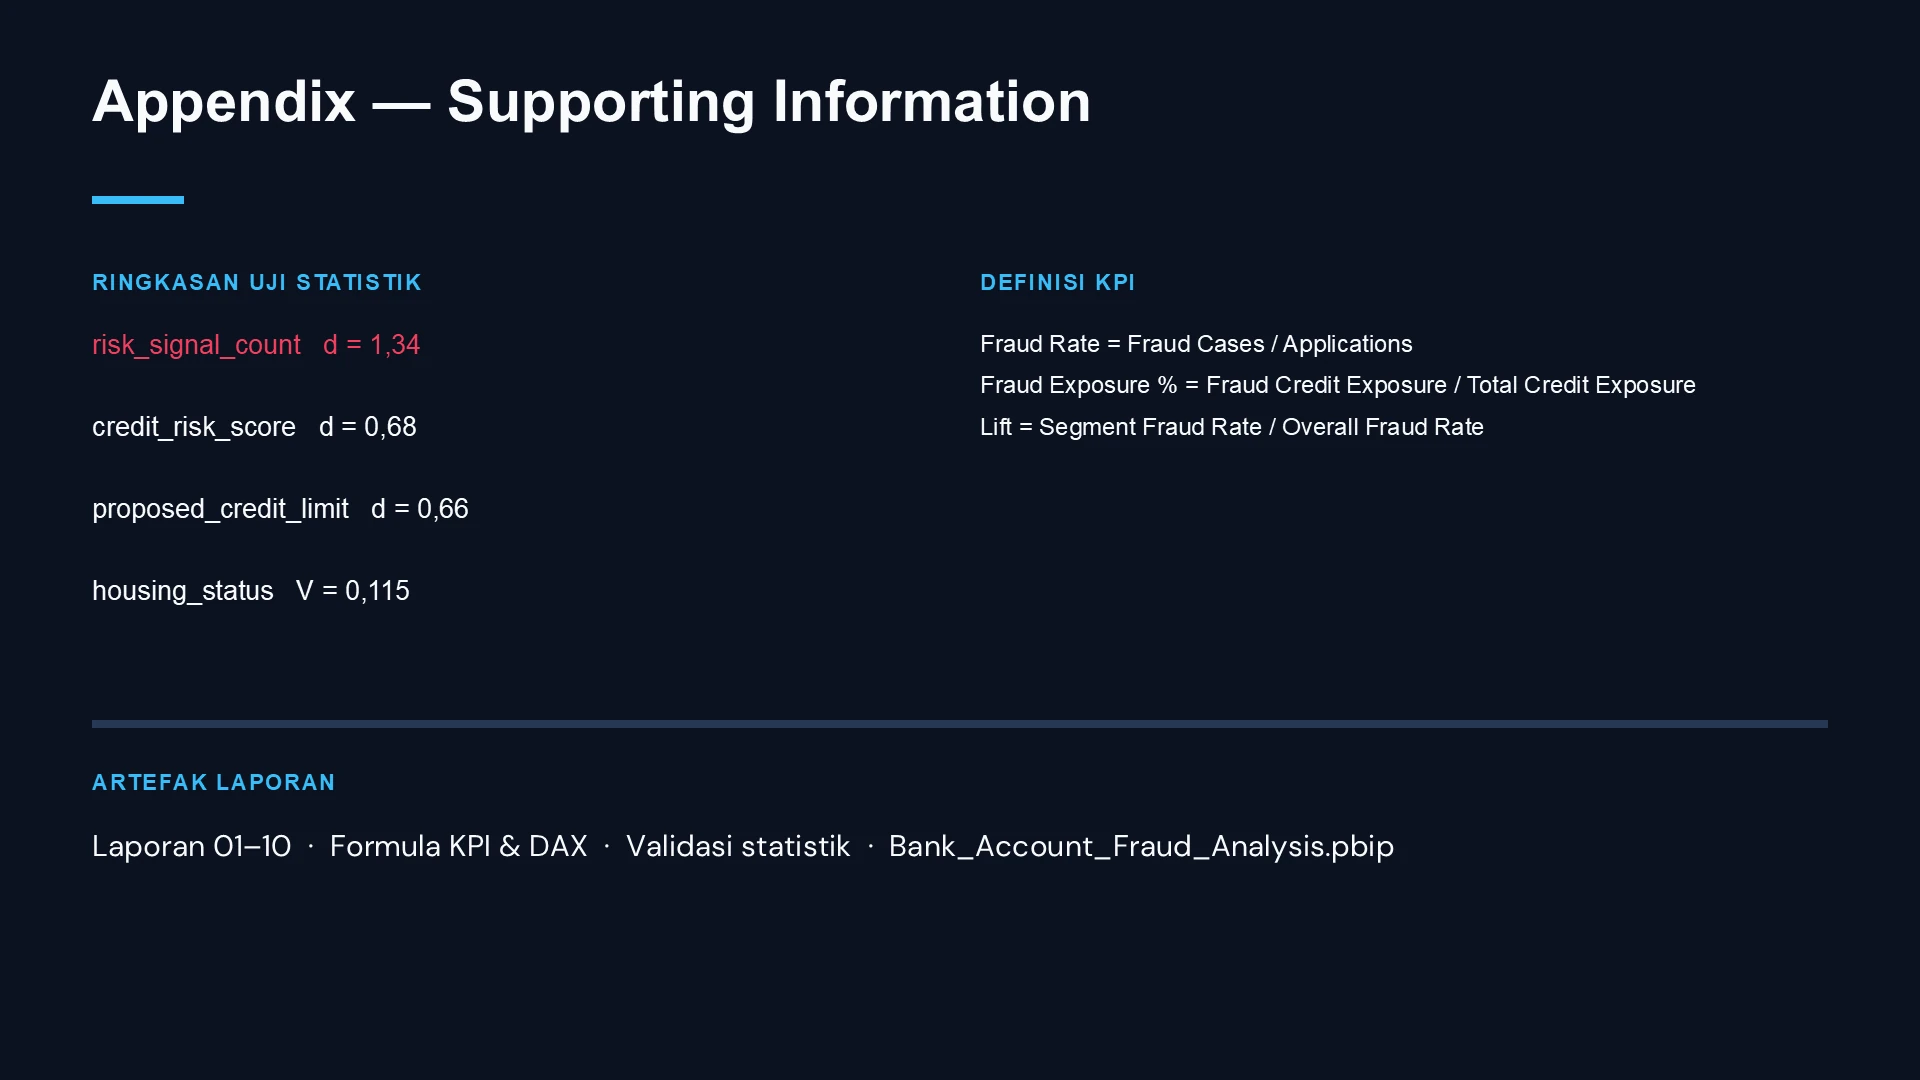 Appendix — Supporting Information
RINGKASAN UJI STATISTIK
risk_signal_count d = 1,34
credit_risk_score d = 0,68
proposed_credit_limit d = 0,66
housing_status V = 0,115
DEFINISI KPI
Fraud Rate = Fraud Cases / Applications
Fraud Exposure % = Fraud Credit Exposure / Total Credit Exposure
Lift = Segment Fraud Rate / Overall Fraud Rate
ARTEFAK LAPORAN
Laporan 01–10 · Formula KPI & DAX · Validasi statistik · Bank_Account_Fraud_Analysis.pbip